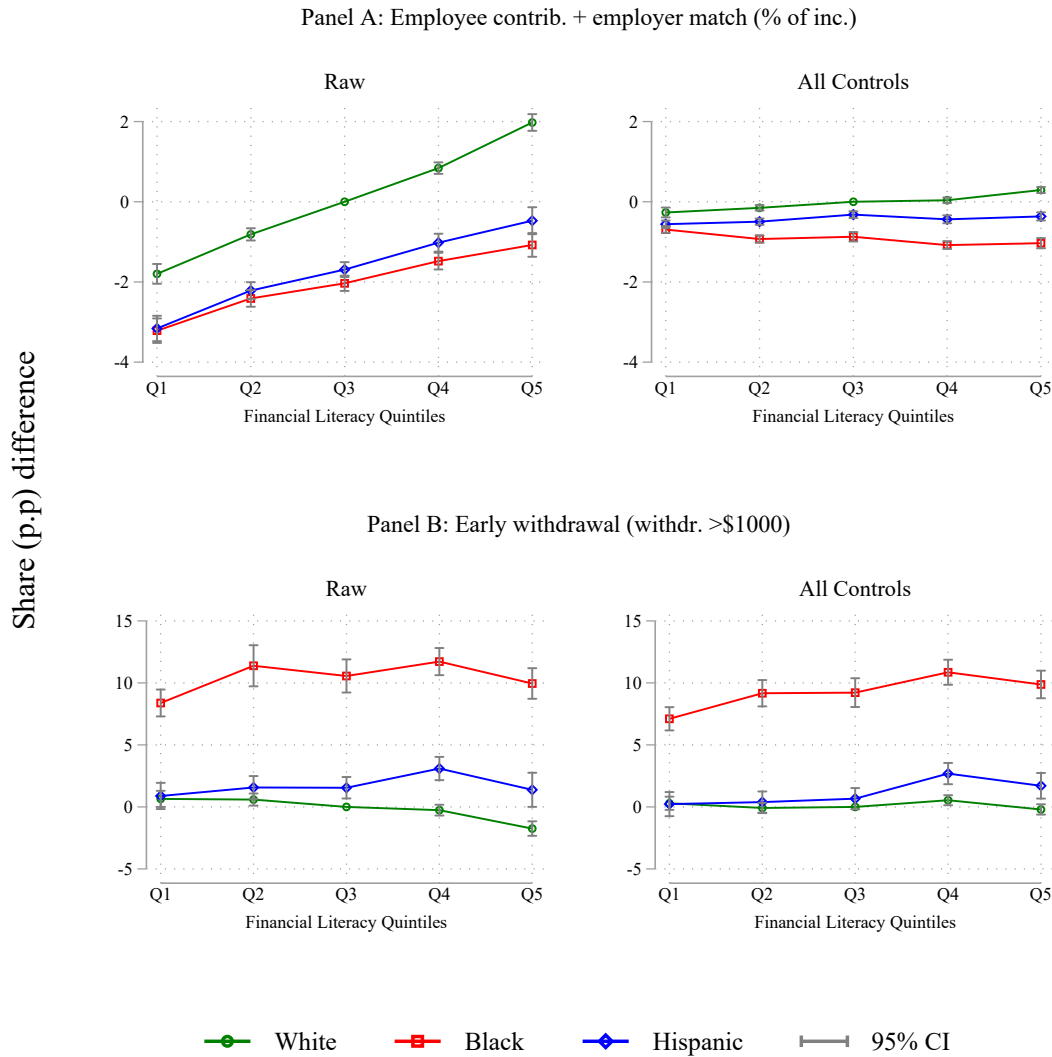 Panel A: Employee contrib. + employer match (% of inc.)
Raw
2
0
-2
-4
Q1 Q2 Q3 Q4 Q5
Financial Literacy Quintiles
All Controls
2
0
-2
-4
Q1 Q2 Q3 Q4 Q5
Financial Literacy Quintiles
Share (p.p) difference
Panel B: Early withdrawal (withdr. >$1000)
Raw
15
10
5
0
-5
Q1 Q2 Q3 Q4 Q5
Financial Literacy Quintiles
All Controls
15
10
5
0
-5
Q1 Q2 Q3 Q4 Q5
Financial Literacy Quintiles
White Black Hispanic 95% CI